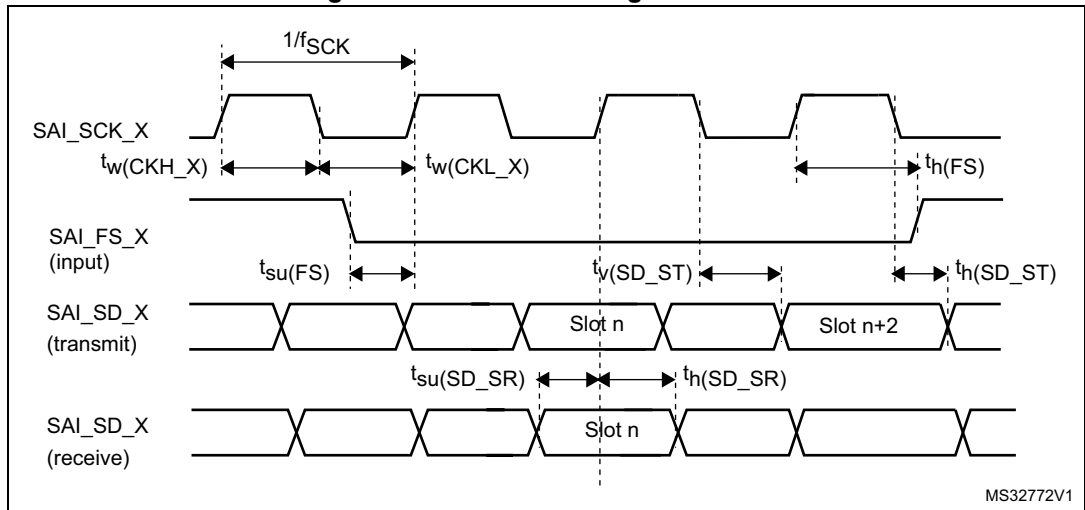 1/fSCK
SAI_SCK_X
tw(CKH_X)
tw(CKL_X)
th(FS)
SAI_FS_X
(input)
tsu(FS)
tv(SD_ST)
th(SD_ST)
SAI_SD_X
(transmit)
Slot n
Slot n+2
tsu(SD_SR)
th(SD_SR)
SAI_SD_X
(receive)
Slot n
MS32772V1